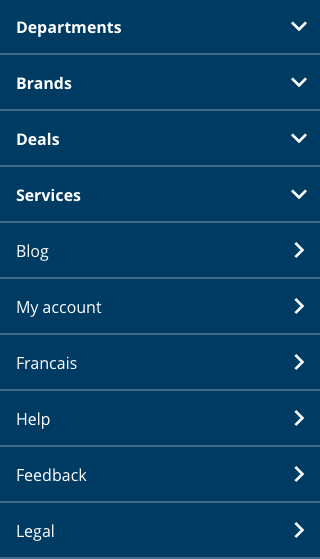 Departments
Brands
Deals
Services
Blog
My account
Francais
Help
Feedback
Legal